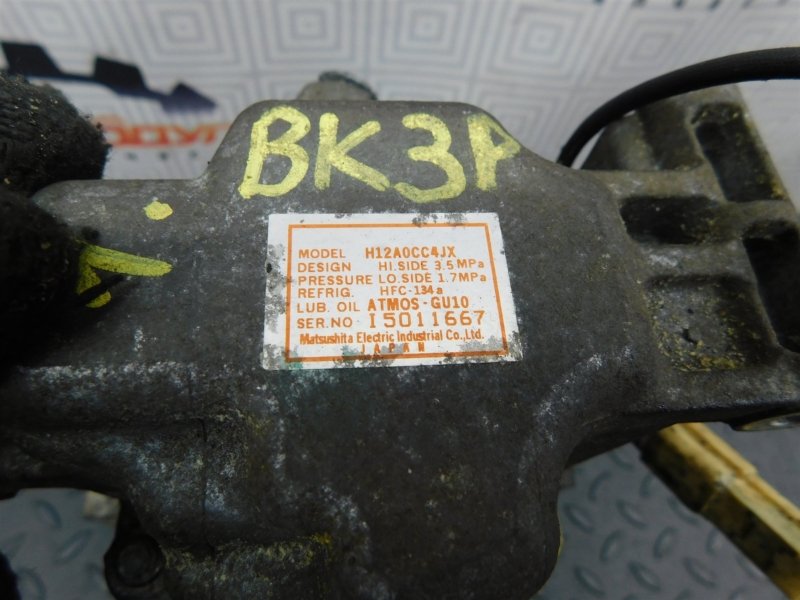 BK3P
MODEL H12A0CC4JX
DESIGN HI.SIDE 3.5MPa
PRESSURE LO.SIDE 1.7MPa
REFRIG. HFC-134a
LUB. OIL ATMOS-GU10
SER.NO I5011667
Matsushita Electric Industrial Co.,Ltd.
JAPAN